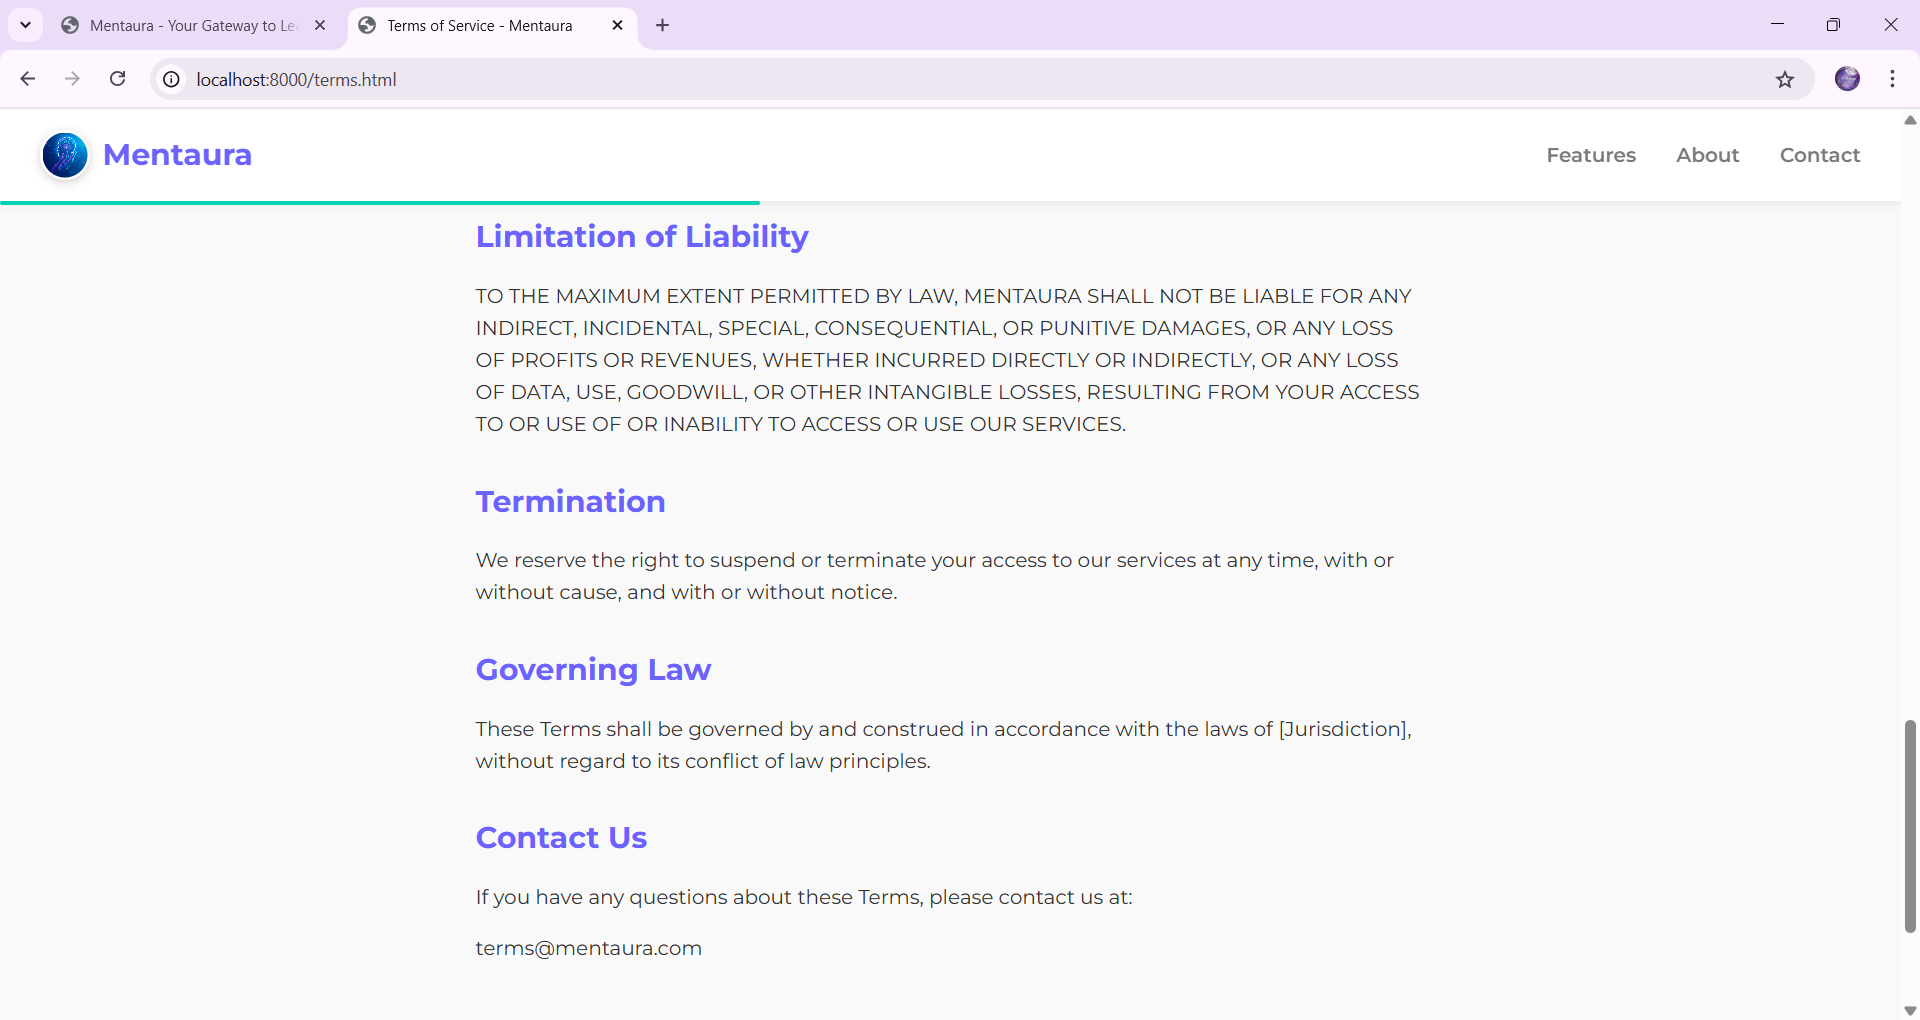 Mentaura - Your Gateway to Le
Terms of Service - Mentaura
localhost:8000/terms.html
Mentaura
Features
About
Contact
Limitation of Liability
TO THE MAXIMUM EXTENT PERMITTED BY LAW, MENTAURA SHALL NOT BE LIABLE FOR ANY
INDIRECT, INCIDENTAL, SPECIAL, CONSEQUENTIAL, OR PUNITIVE DAMAGES, OR ANY LOSS
OF PROFITS OR REVENUES, WHETHER INCURRED DIRECTLY OR INDIRECTLY, OR ANY LOSS
OF DATA, USE, GOODWILL, OR OTHER INTANGIBLE LOSSES, RESULTING FROM YOUR ACCESS
TO OR USE OF OR INABILITY TO ACCESS OR USE OUR SERVICES.
Termination
We reserve the right to suspend or terminate your access to our services at any time, with or
without cause, and with or without notice.
Governing Law
These Terms shall be governed by and construed in accordance with the laws of [Jurisdiction],
without regard to its conflict of law principles.
Contact Us
If you have any questions about these Terms, please contact us at:
terms@mentaura.com